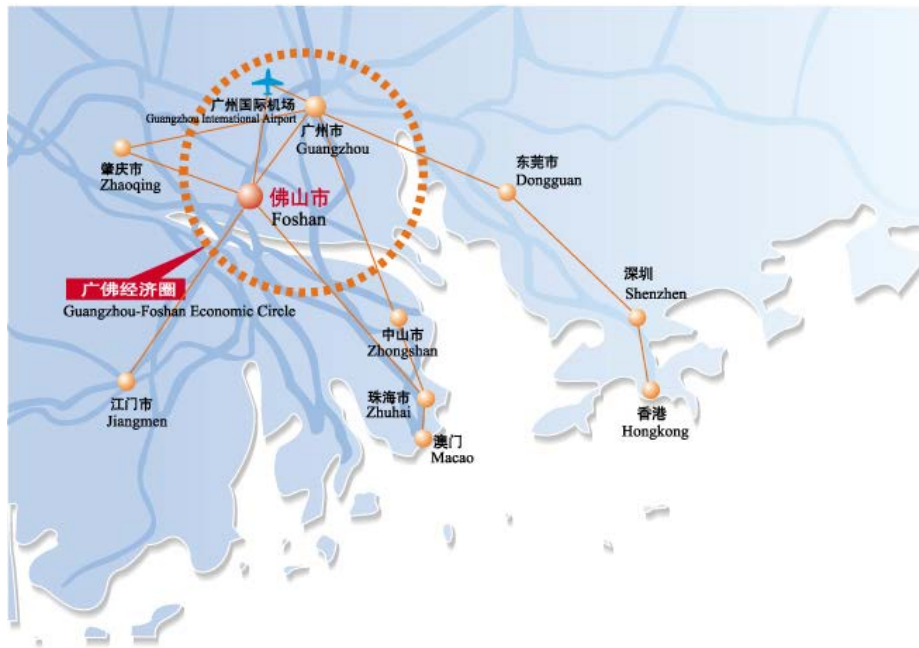 广州国际机场
Guangzhou International Airport
广州市
Guangzhou
肇庆市
Zhaoqing
东莞市
Dongguan
佛山市
Foshan
广佛经济圈
Guangzhou-Foshan Economic Circle
深圳
Shenzhen
中山市
Zhongshan
江门市
Jiangmen
珠海市
Zhuhai
香港
Hongkong
澳门
Macao